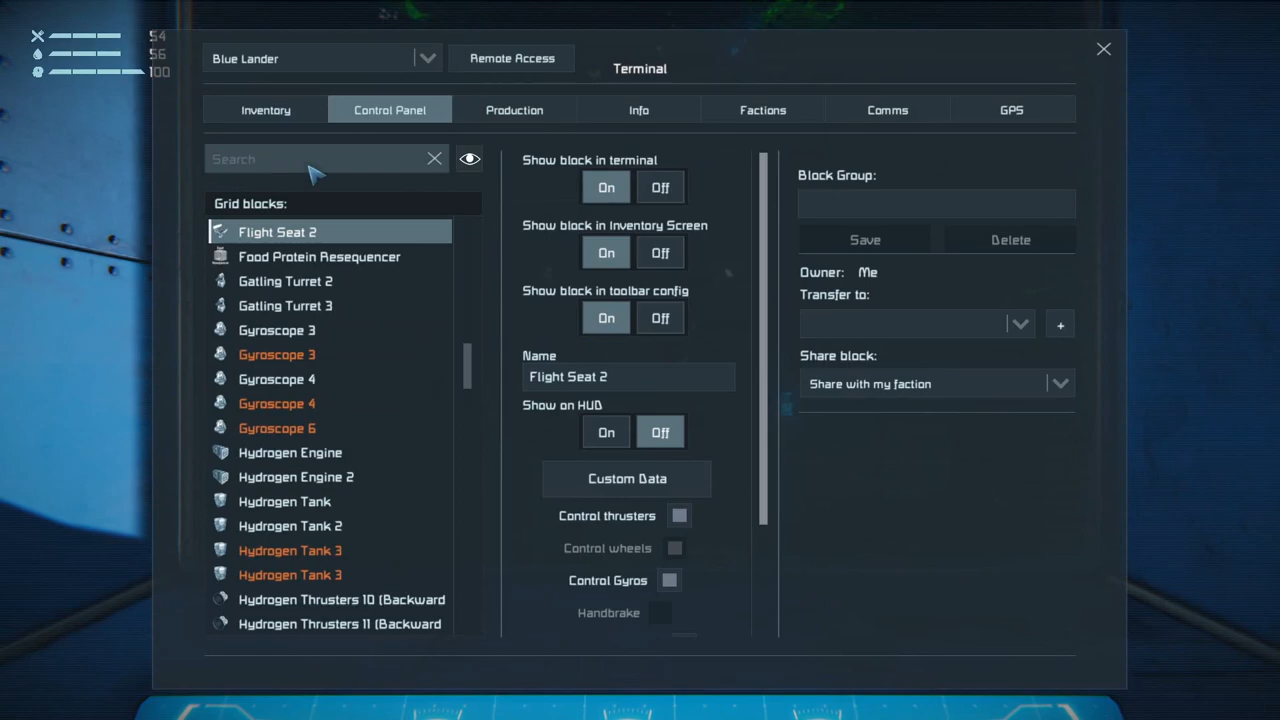 54
56
100
Blue Lander
Remote Access
Terminal
Inventory
Control Panel
Production
Info
Factions
Comms
GPS
Search
Grid blocks:
Flight Seat 2
Food Protein Resequencer
Gatling Turret 2
Gatling Turret 3
Gyroscope 3
Gyroscope 3
Gyroscope 4
Gyroscope 4
Gyroscope 6
Hydrogen Engine
Hydrogen Engine 2
Hydrogen Tank
Hydrogen Tank 2
Hydrogen Tank 3
Hydrogen Tank 3
Hydrogen Thrusters 10 (Backward
Hydrogen Thrusters 11 (Backward
Show block in terminal
On Off
Show block in Inventory Screen
On Off
Show block in toolbar config
On Off
Name
Flight Seat 2
Show on HUD
On Off
Custom Data
Control thrusters
Control wheels
Control Gyros
Handbrake
Block Group:
Save
Delete
Owner: Me
Transfer to:
+
Share block:
Share with my faction